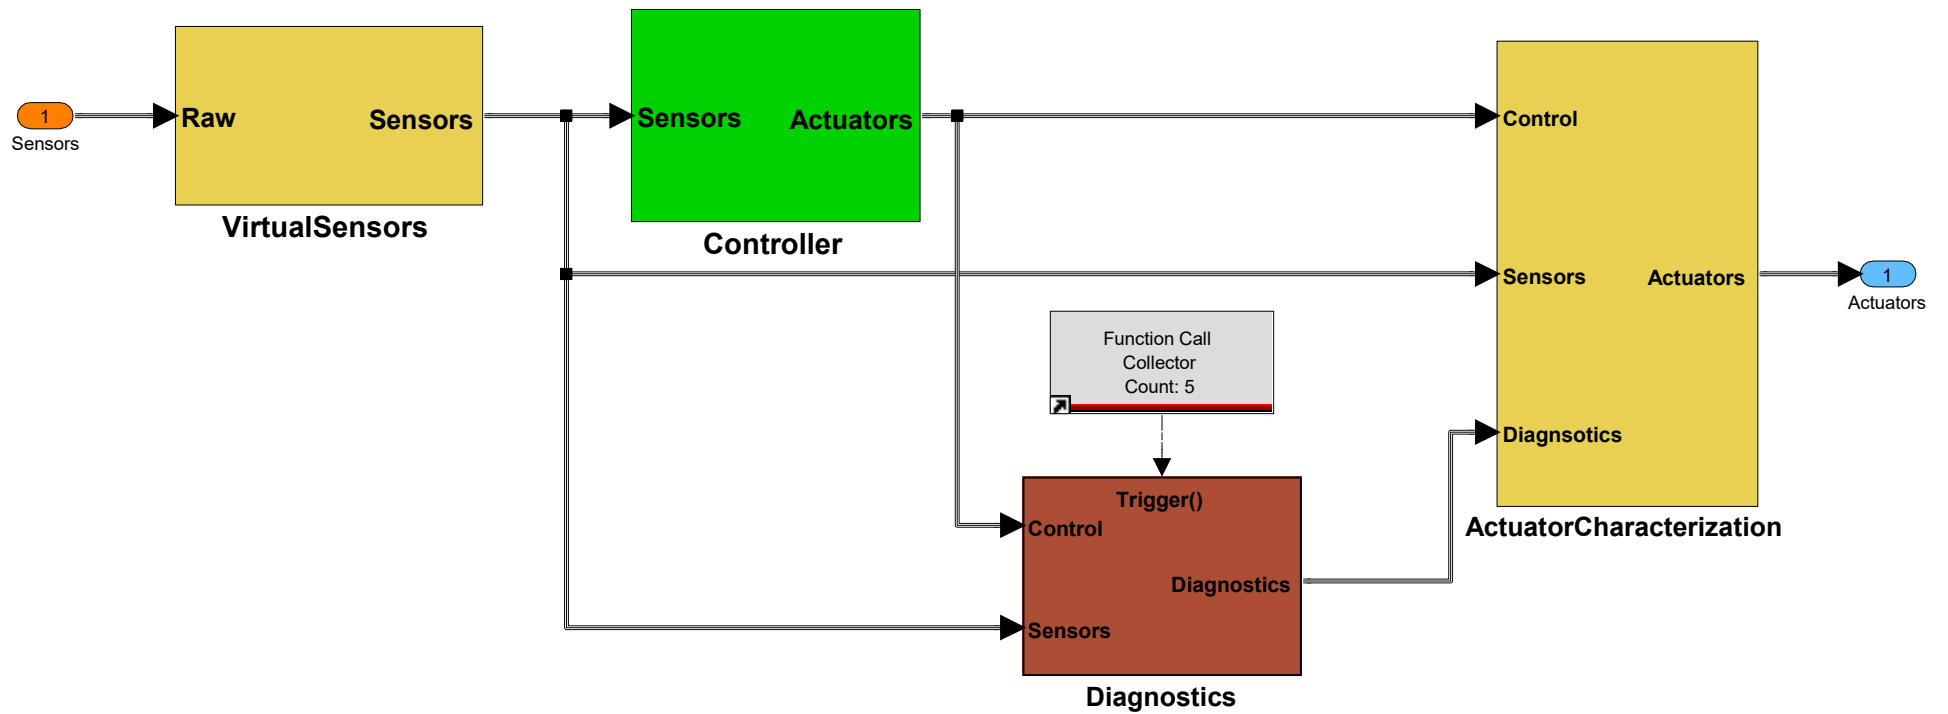 1
Sensors
Raw
Sensors
VirtualSensors
Sensors
Actuators
Controller
Control
Sensors
Diagnsotics
Actuators
ActuatorCharacterization
1
Actuators
Function Call
Collector
Count: 5
Trigger()
Control
Sensors
Diagnostics
Diagnostics